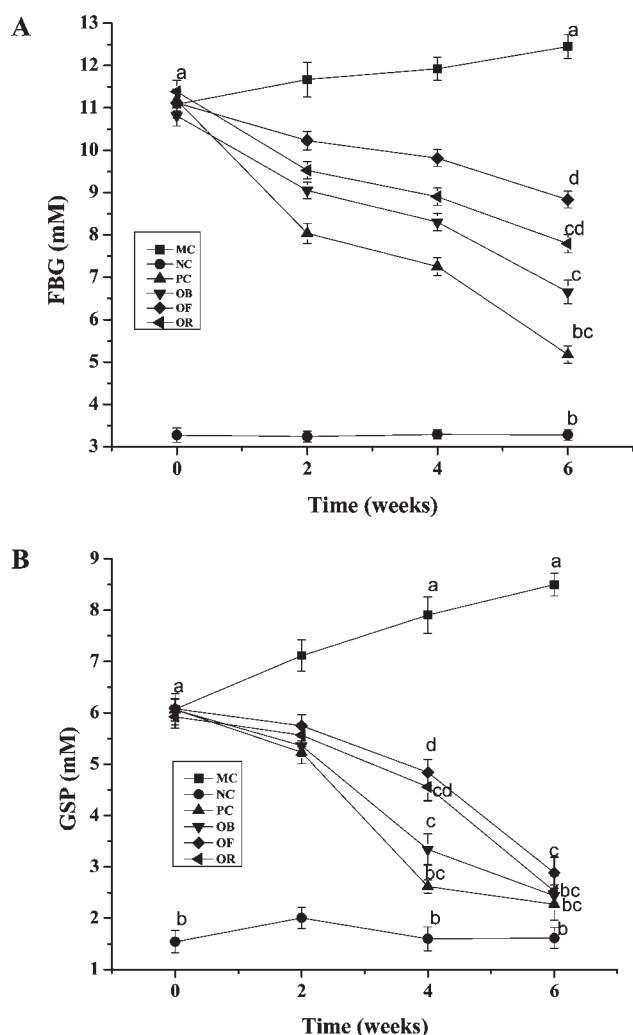 A
13
12
11
10
9
8
7
6
5
4
3
FBG (mM)
a
a
d
cd
c
bc
b
MC
NC
PC
OB
OF
OR
0 2 4 6
Time (weeks)
B
9
8
7
6
5
4
3
2
1
GSP (mM)
a
a
a
d
cd
c
bc
c
bc
bc
b
b
b
MC
NC
PC
OB
OF
OR
0 2 4 6
Time (weeks)